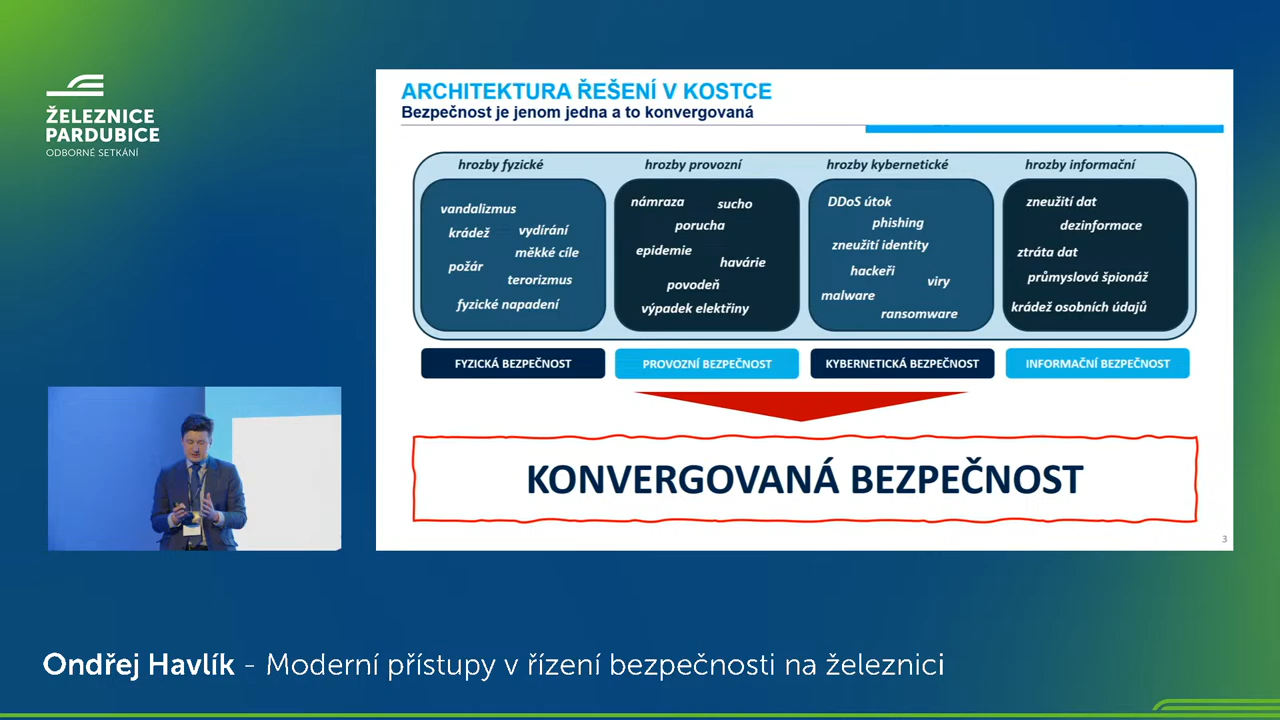 ŽELEZNICE
PARDUBICE
ODBORNÉ SETKÁNÍ
ARCHITEKTURA ŘEŠENÍ V KOSTCE
Bezpečnost je jenom jedna a to konvergovaná
hrozby fyzické
vandalizmus
krádež
vydírání
měkké cíle
požár
terorizmus
fyzické napadení
FYZICKÁ BEZPEČNOST
hrozby provozní
námraza
sucho
porucha
epidemie
havárie
povodeň
výpadek elektřiny
PROVOZNÍ BEZPEČNOST
hrozby kybernetické
DDoS útok
phishing
zneužití identity
hackeři
viry
malware
ransomware
KYBERNETICKÁ BEZPEČNOST
hrozby informační
zneužití dat
dezinformace
ztráta dat
průmyslová špionáž
krádež osobních údajů
INFORMAČNÍ BEZPEČNOST
KONVERGOVANÁ BEZPEČNOST
3
Ondřej Havlík - Moderní přístupy v řízení bezpečnosti na železnici